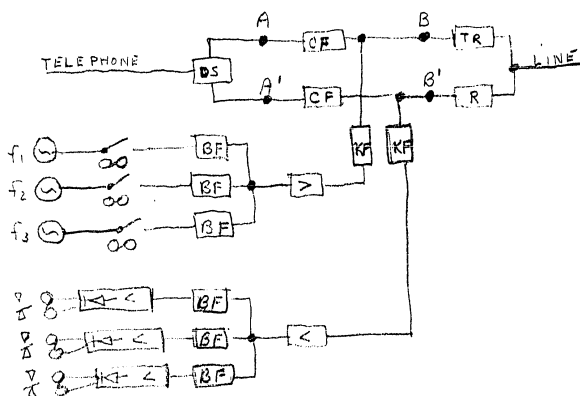 A B
CF TR
TELEPHONE DS LINE
A' B'
CF R
f1 BF KF KF
f2 BF >
f3 BF
< BF
< BF <
< BF